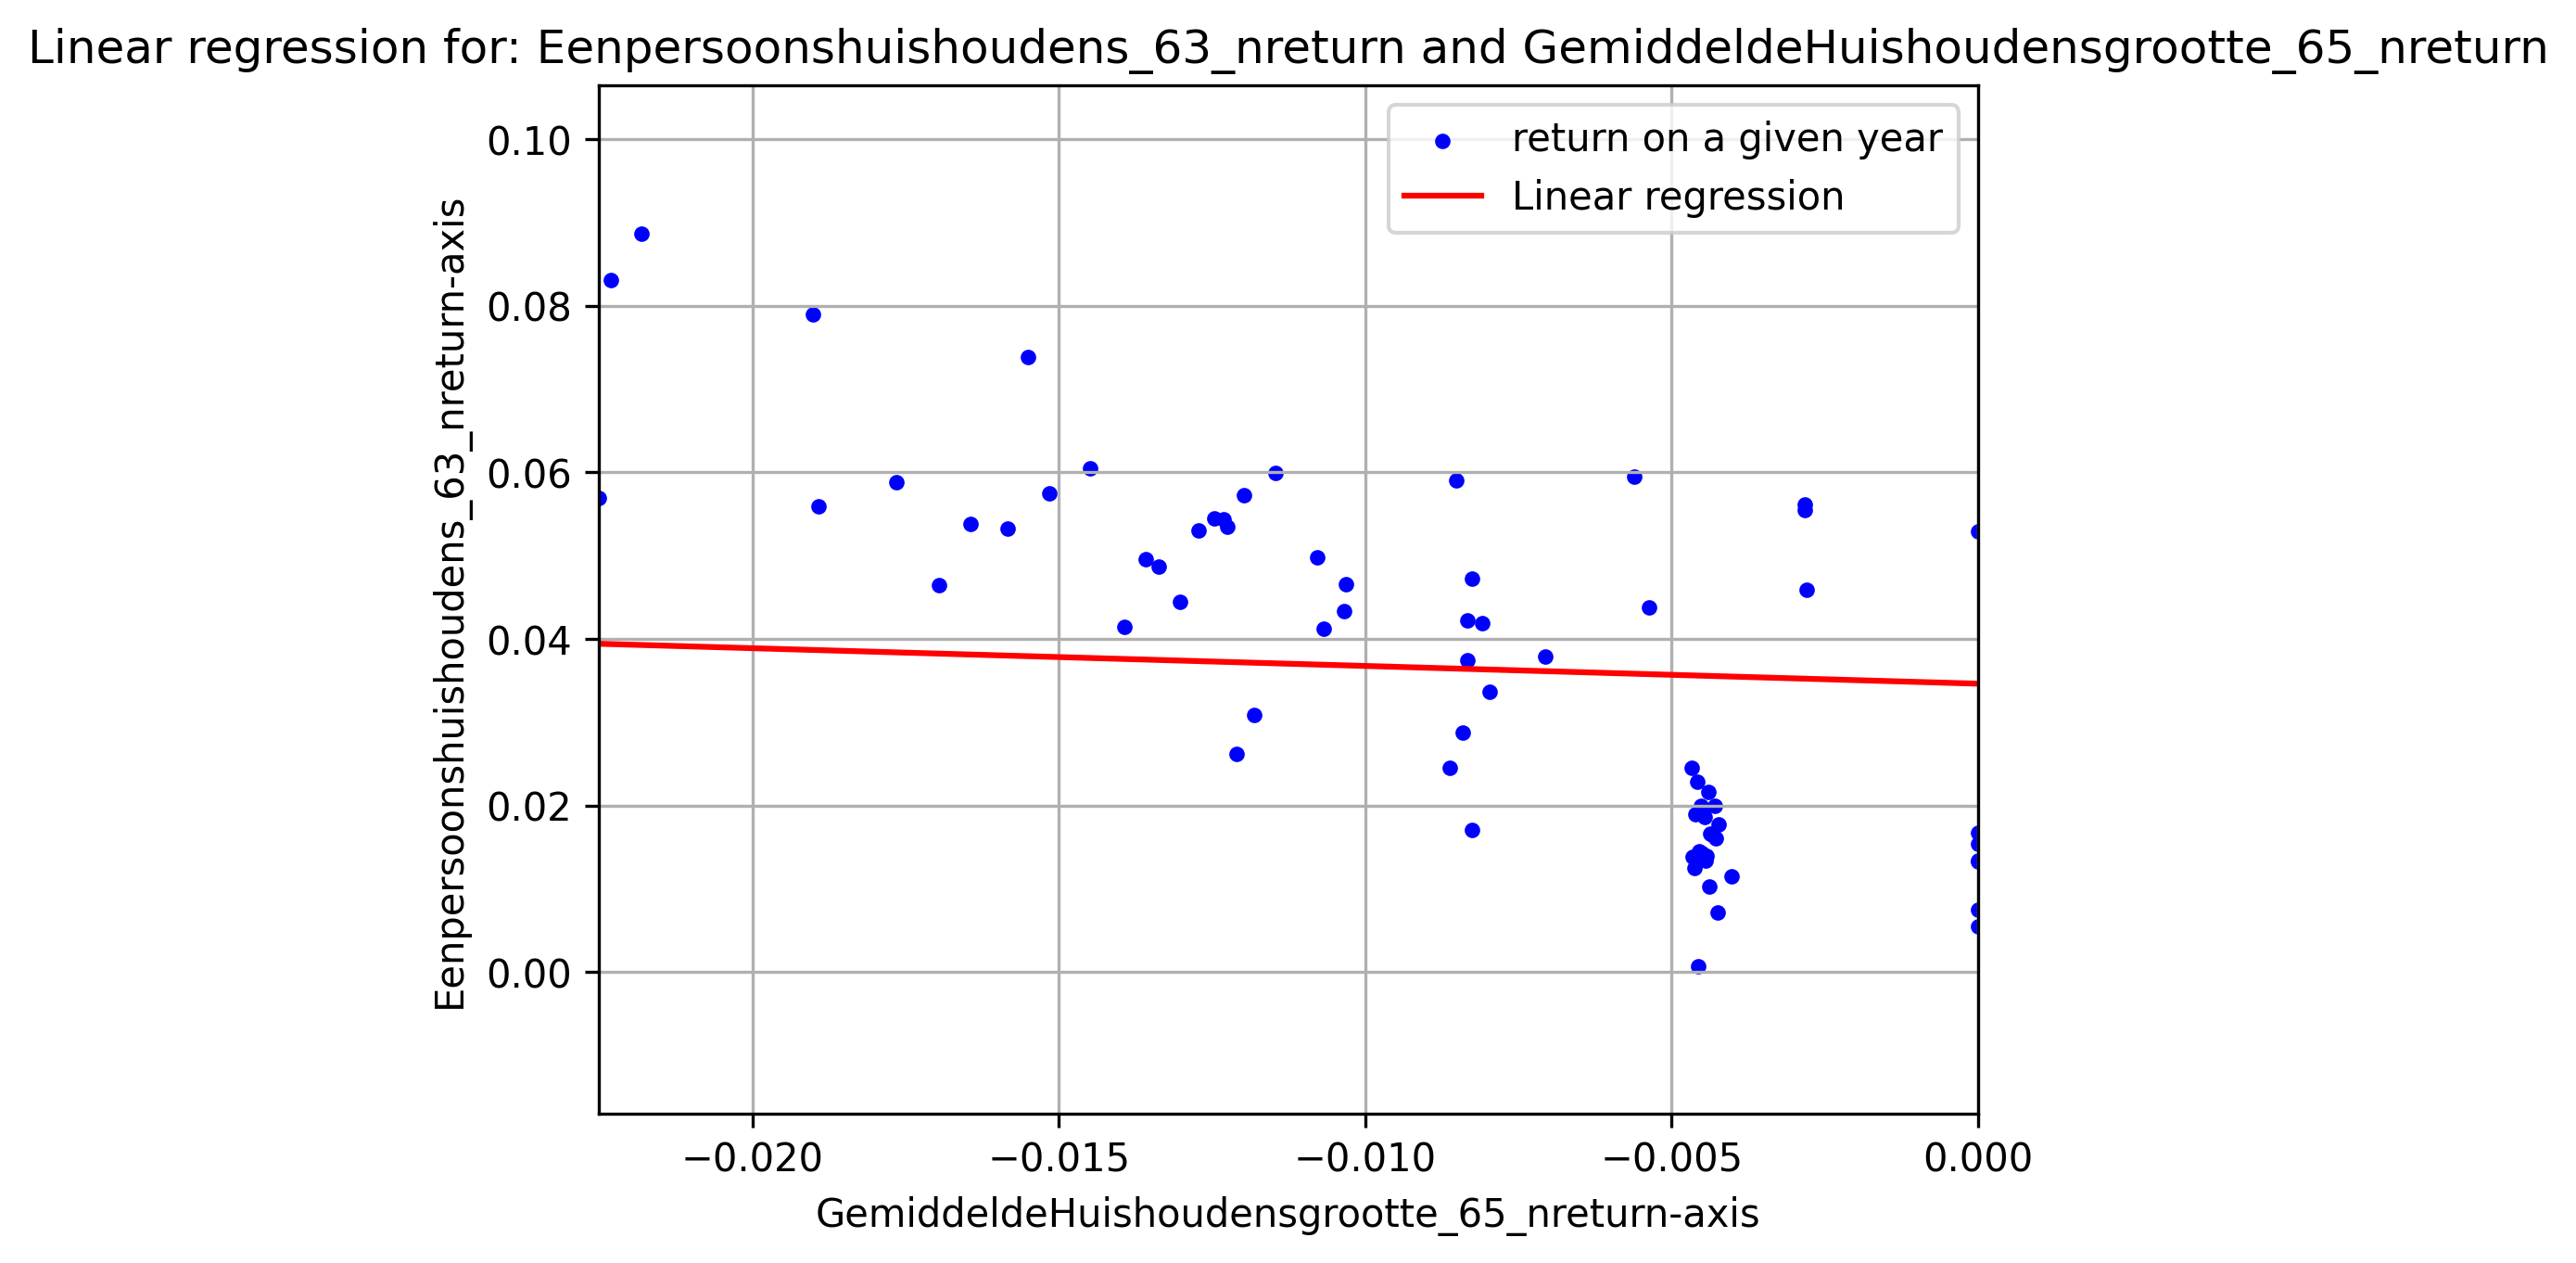 Linear regression for: Eenpersoonshuishoudens_63_nreturn and GemiddeldeHuishoudensgrootte_65_nreturn
return on a given year
Linear regression
Eenpersoonshuishoudens_63_nreturn-axis
0.10
0.08
0.06
0.04
0.02
0.00
−0.020
−0.015
−0.010
−0.005
0.000
GemiddeldeHuishoudensgrootte_65_nreturn-axis